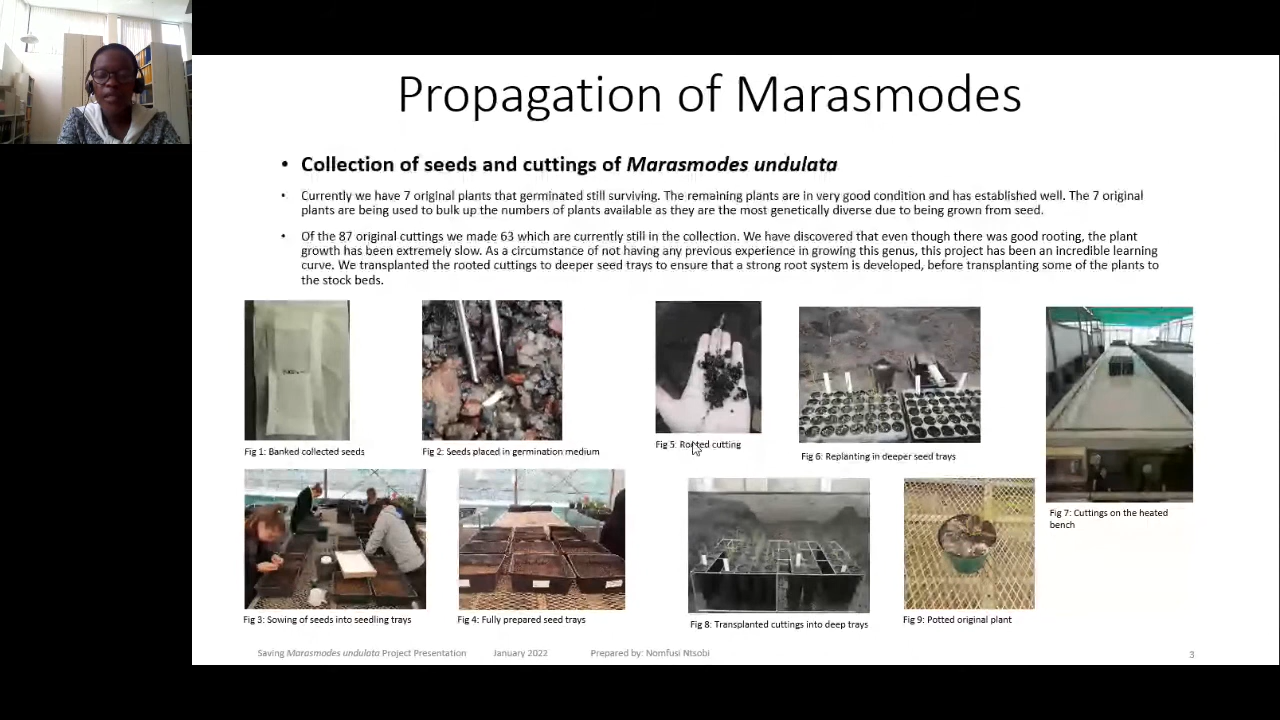 Propagation of Marasmodes
• Collection of seeds and cuttings of Marasmodes undulata
• Currently we have 7 original plants that germinated still surviving. The remaining plants are in very good condition and has established well. The 7 original
plants are being used to bulk up the numbers of plants available as they are the most genetically diverse due to being grown from seed.
• Of the 87 original cuttings we made 63 which are currently still in the collection. We have discovered that even though there was good rooting, the plant
growth has been extremely slow. As a circumstance of not having any previous experience in growing this genus, this project has been an incredible learning
curve. We transplanted the rooted cuttings to deeper seed trays to ensure that a strong root system is developed, before transplanting some of the plants to
the stock beds.
Fig 1: Banked collected seeds
Fig 2: Seeds placed in germination medium
Fig 5: Rooted cutting
Fig 6: Replanting in deeper seed trays
Fig 7: Cuttings on the heated
bench
Fig 3: Sowing of seeds into seedling trays
Fig 4: Fully prepared seed trays
Fig 8: Transplanted cuttings into deep trays
Fig 9: Potted original plant
Saving Marasmodes undulata Project Presentation January 2022 Prepared by: Nomfusi Ntsobi 3